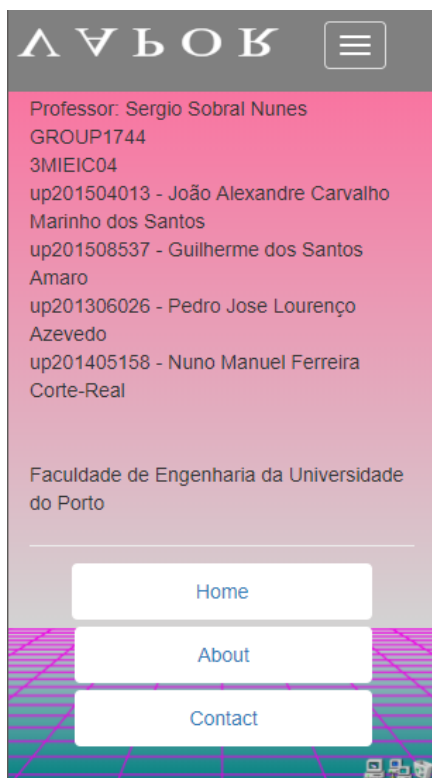 VAPOR
Professor: Sergio Sobral Nunes
GROUP1744
3MIEIC04
up201504013 - João Alexandre Carvalho
Marinho dos Santos
up201508537 - Guilherme dos Santos
Amaro
up201306026 - Pedro Jose Lourenço
Azevedo
up201405158 - Nuno Manuel Ferreira
Corte-Real
Faculdade de Engenharia da Universidade
do Porto
Home
About
Contact